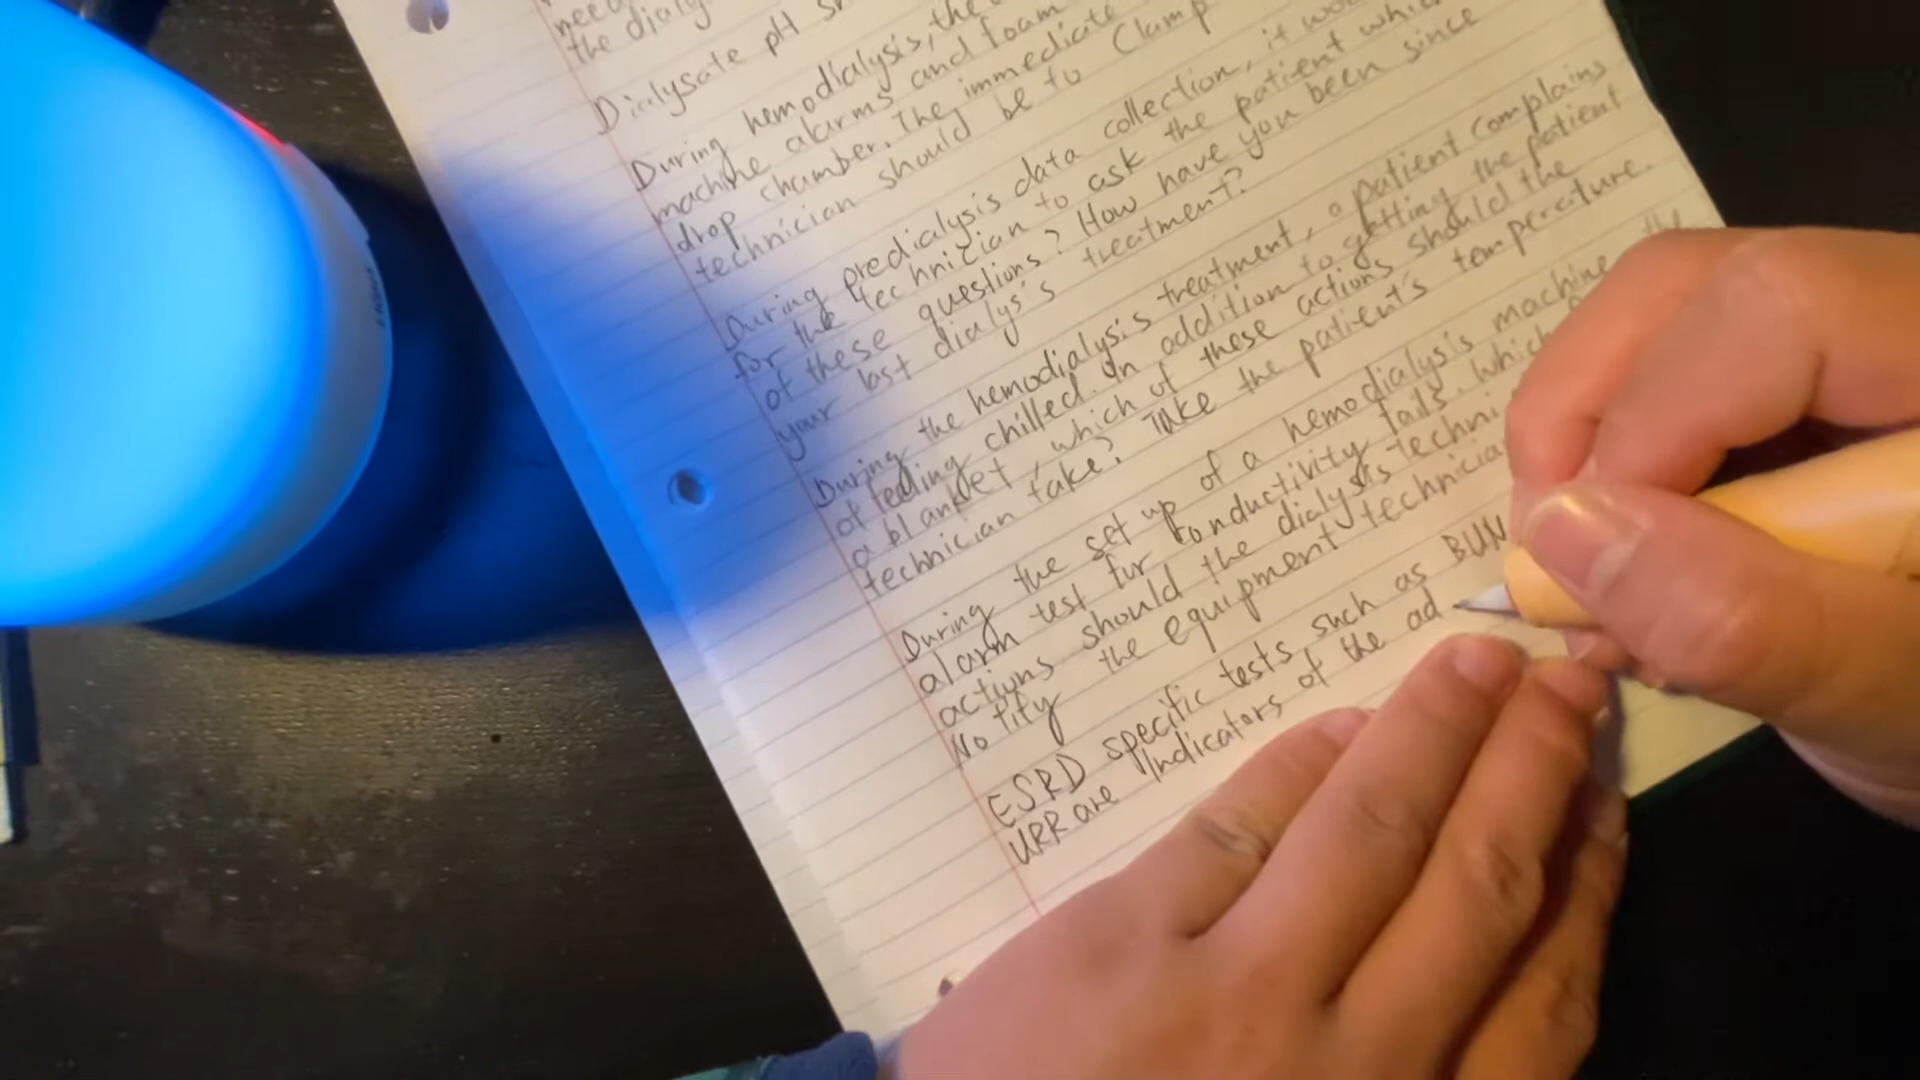 need
the dialy
Dialysate pH
During hemodialysis, the
machine alarms and foam
drop chamber. The immediate
technician should be to Clamp
During predialysis data collection, it wo
for the technician to ask the patient which
of these questions? How have you been since
your last dialysis treatment?
During the hemodialysis treatment, a patient complains
of feeling chilled. In addition to getting the patient
a blanket, which of these actions should the
technician take? Take the patient's temperature.
During the set up of a hemodialysis machine, the
alarm test for conductivity fails. Which
actions should the dialysis techni
Notify the equipment technicia
ESRD specific tests such as BUN
URR are Indicators of the ad